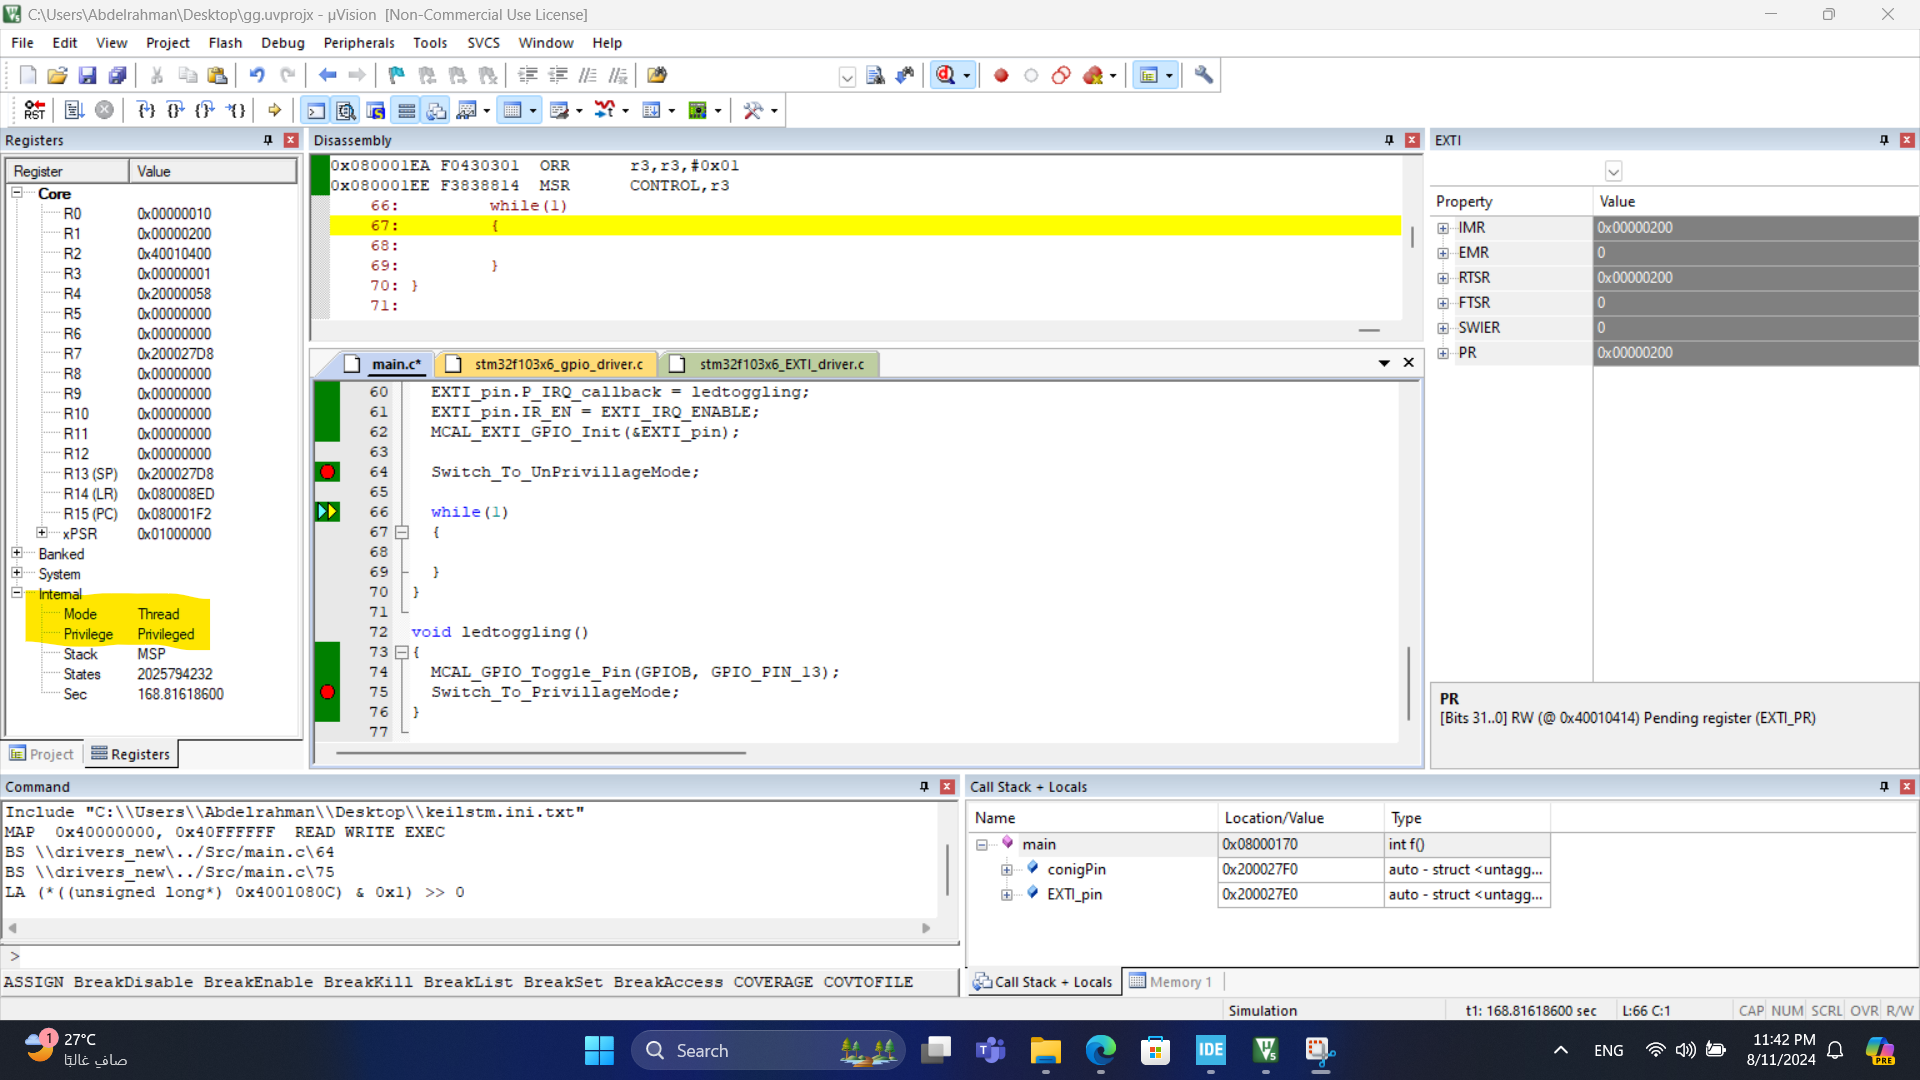 C:\Users\Abdelrahman\Desktop\gg.uvprojx - µVision  [Non-Commercial Use License]
File Edit View Project Flash Debug Peripherals Tools SVCS Window Help
RST
Registers
Register Value
Core
R0 0x00000010
R1 0x00000200
R2 0x40010400
R3 0x00000001
R4 0x20000058
R5 0x00000000
R6 0x00000000
R7 0x200027D8
R8 0x00000000
R9 0x00000000
R10 0x00000000
R11 0x00000000
R12 0x00000000
R13 (SP) 0x200027D8
R14 (LR) 0x080008ED
R15 (PC) 0x080001F2
xPSR 0x01000000
Banked
System
Internal
Mode Thread
Privilege Privileged
Stack MSP
States 2025794232
Sec 168.81618600
Project Registers
Disassembly
0x080001EA F0430301 ORR r3,r3,#0x01
0x080001EE F3838814 MSR CONTROL,r3
66: while(1)
67: {
68:
69: }
70: }
71:
main.c* stm32f103x6_gpio_driver.c stm32f103x6_EXTI_driver.c
60 EXTI_pin.P_IRQ_callback = ledtoggling;
61 EXTI_pin.IR_EN = EXTI_IRQ_ENABLE;
62 MCAL_EXTI_GPIO_Init(&EXTI_pin);
63
64 Switch_To_UnPrivillageMode;
65
66 while(1)
67 {
68
69 }
70 }
71
72 void ledtoggling()
73 {
74 MCAL_GPIO_Toggle_Pin(GPIOB, GPIO_PIN_13);
75 Switch_To_PrivillageMode;
76 }
77
EXTI
Property Value
IMR 0x00000200
EMR 0
RTSR 0x00000200
FTSR 0
SWIER 0
PR 0x00000200
PR
[Bits 31..0] RW (@ 0x40010414) Pending register (EXTI_PR)
Command
Include "C:\\Users\\Abdelrahman\\Desktop\\keilstm.ini.txt"
MAP  0x40000000, 0x40FFFFFF  READ WRITE EXEC
BS \\drivers_new\../Src/main.c\64
BS \\drivers_new\../Src/main.c\75
LA (*((unsigned long*) 0x4001080C) & 0x1) >> 0
>
ASSIGN BreakDisable BreakEnable BreakKill BreakList BreakSet BreakAccess COVERAGE COVTOFILE
Call Stack + Locals
Name Location/Value Type
main 0x08000170 int f()
conigPin 0x200027F0 auto - struct <untagg...
EXTI_pin 0x200027E0 auto - struct <untagg...
Call Stack + Locals Memory 1
Simulation t1: 168.81618600 sec L:66 C:1 CAP NUM SCRL OVR R/W
1
27°C
صافٍ غالبًا
Search
IDE
ENG
11:42 PM
8/11/2024
PRE